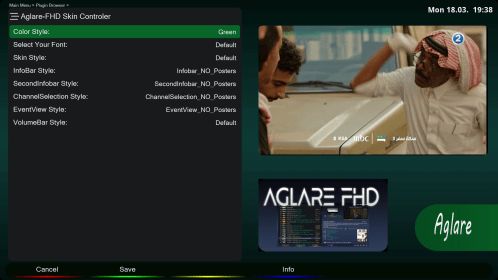 Main Menu • Plugin Browser •
Mon 18.03. 19:38
Aglare-FHD Skin Controler
Color Style: Green
Select Your Font: Default
Skin Style: Default
InfoBar Style: Infobar_NO_Posters
SecondInfobar Style: SecondInfobar_NO_Posters
ChannelSelection Style: ChannelSelection_NO_Posters
EventView Style: EventView_NO_Posters
VolumeBar Style: Default
2
mbc
AGLARE FHD
Aglare
Cancel Save Info